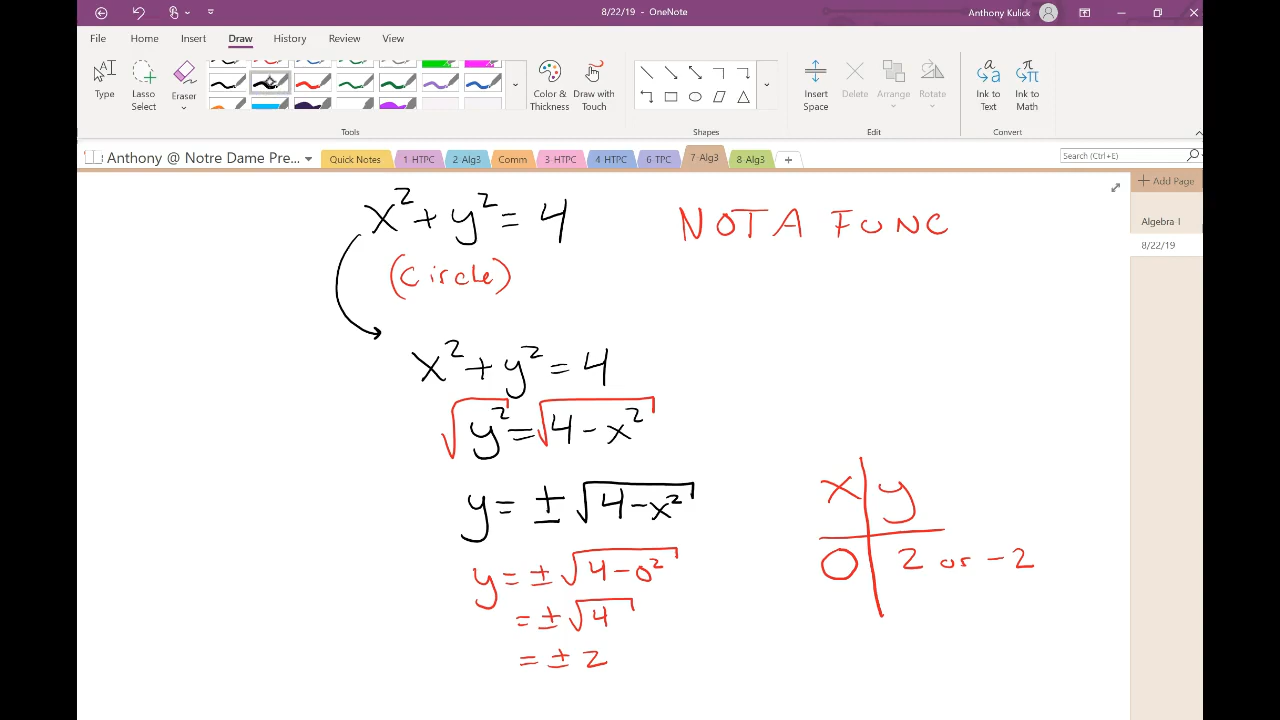 8/22/19 - OneNote
Anthony Kulick
File Home Insert Draw History Review View
Type
Lasso Select
Eraser
Color & Thickness
Draw with Touch
Insert Space
Delete
Arrange
Rotate
Ink to Text
Ink to Math
Tools
Shapes
Edit
Convert
Anthony @ Notre Dame Pre...
Quick Notes
1 HTPC
2 Alg3
Comm
3 HTPC
4 HTPC
6 TPC
7 Alg3
8 Alg3
Search (Ctrl+E)
Add Page
Algebra I
8/22/19
x² + y² = 4
NOT A FUNC
(Circle)
x² + y² = 4
√y² = √4 - x²
y = ± √4 - x²
y = ± √4 - 0²
= ± √4
= ± 2
x y
0 2 or -2